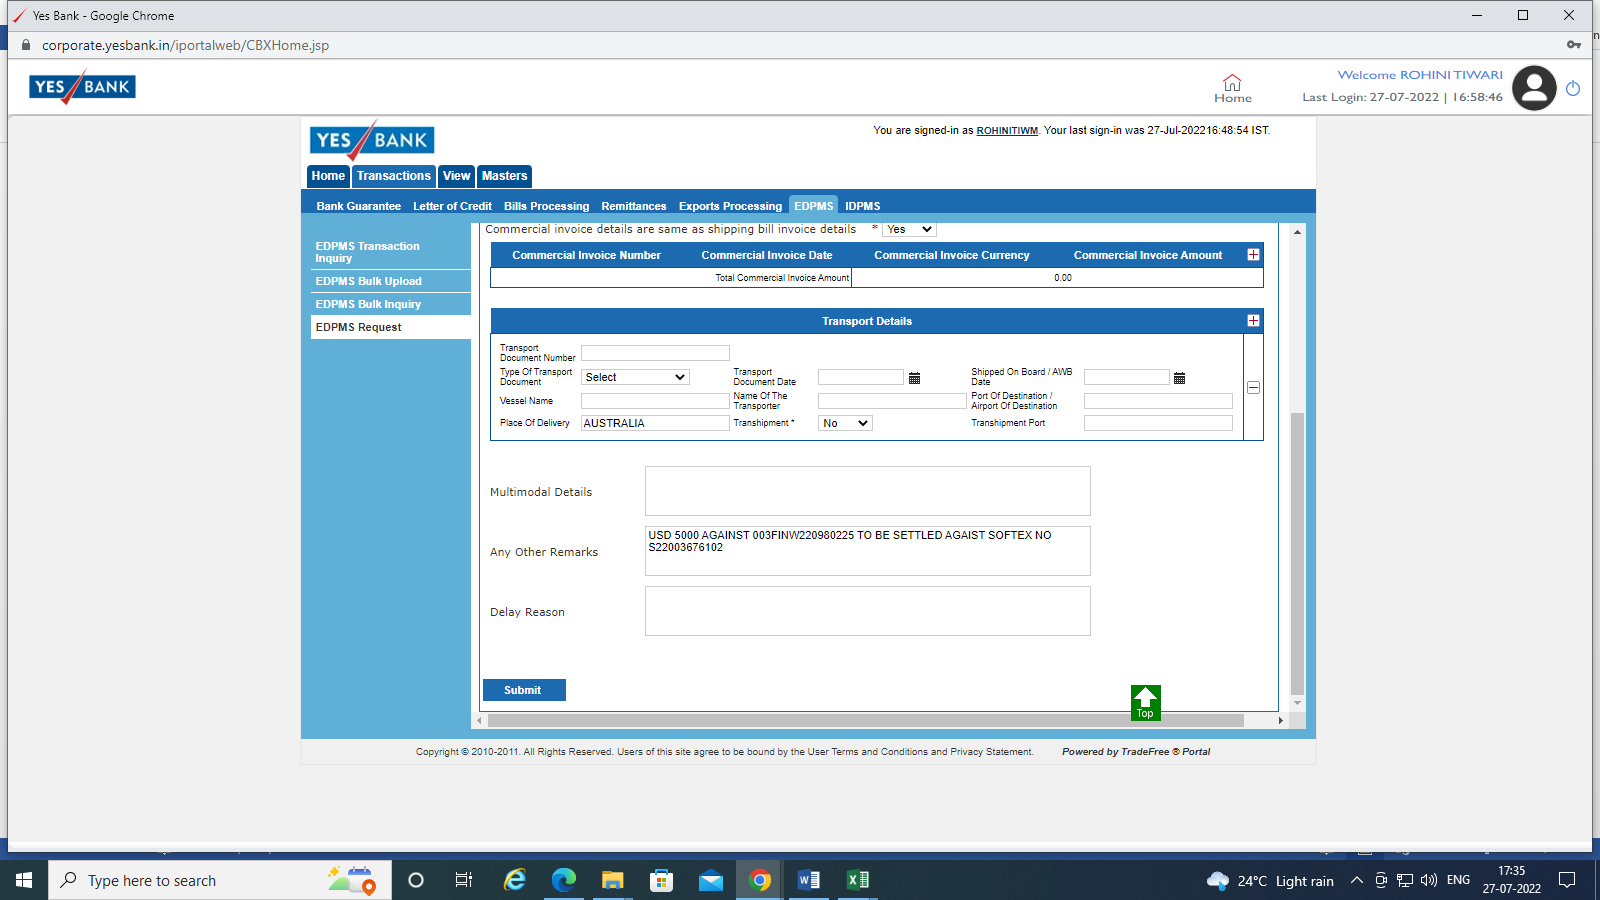 Yes Bank - Google Chrome
corporate.yesbank.in/iportalweb/CBXHome.jsp
YES BANK
Home
Welcome ROHINI TIWARI
Last Login: 27-07-2022 | 16:58:46
YES BANK
You are signed-in as ROHINITIWM. Your last sign-in was 27-Jul-202216:48:54 IST.
Home Transactions View Masters
Bank Guarantee Letter of Credit Bills Processing Remittances Exports Processing EDPMS IDPMS
EDPMS Transaction
Inquiry
EDPMS Bulk Upload
EDPMS Bulk Inquiry
EDPMS Request
Commercial invoice details are same as shipping bill invoice details * Yes
Commercial Invoice Number Commercial Invoice Date Commercial Invoice Currency Commercial Invoice Amount
Total Commercial Invoice Amount 0.00
Transport Details
Transport
Document Number
Type Of Transport
Document
Select
Transport
Document Date
Shipped On Board / AWB
Date
Vessel Name
Name Of The
Transporter
Port Of Destination /
Airport Of Destination
Place Of Delivery AUSTRALIA Transhipment * No Transhipment Port
Multimodal Details
Any Other Remarks
USD 5000 AGAINST 003FINW220980225 TO BE SETTLED AGAIST SOFTEX NO
S22003676102
Delay Reason
Submit
Top
Copyright © 2010-2011. All Rights Reserved. Users of this site agree to be bound by the User Terms and Conditions and Privacy Statement. Powered by TradeFree ® Portal
Type here to search
24°C Light rain
ENG
17:35
27-07-2022